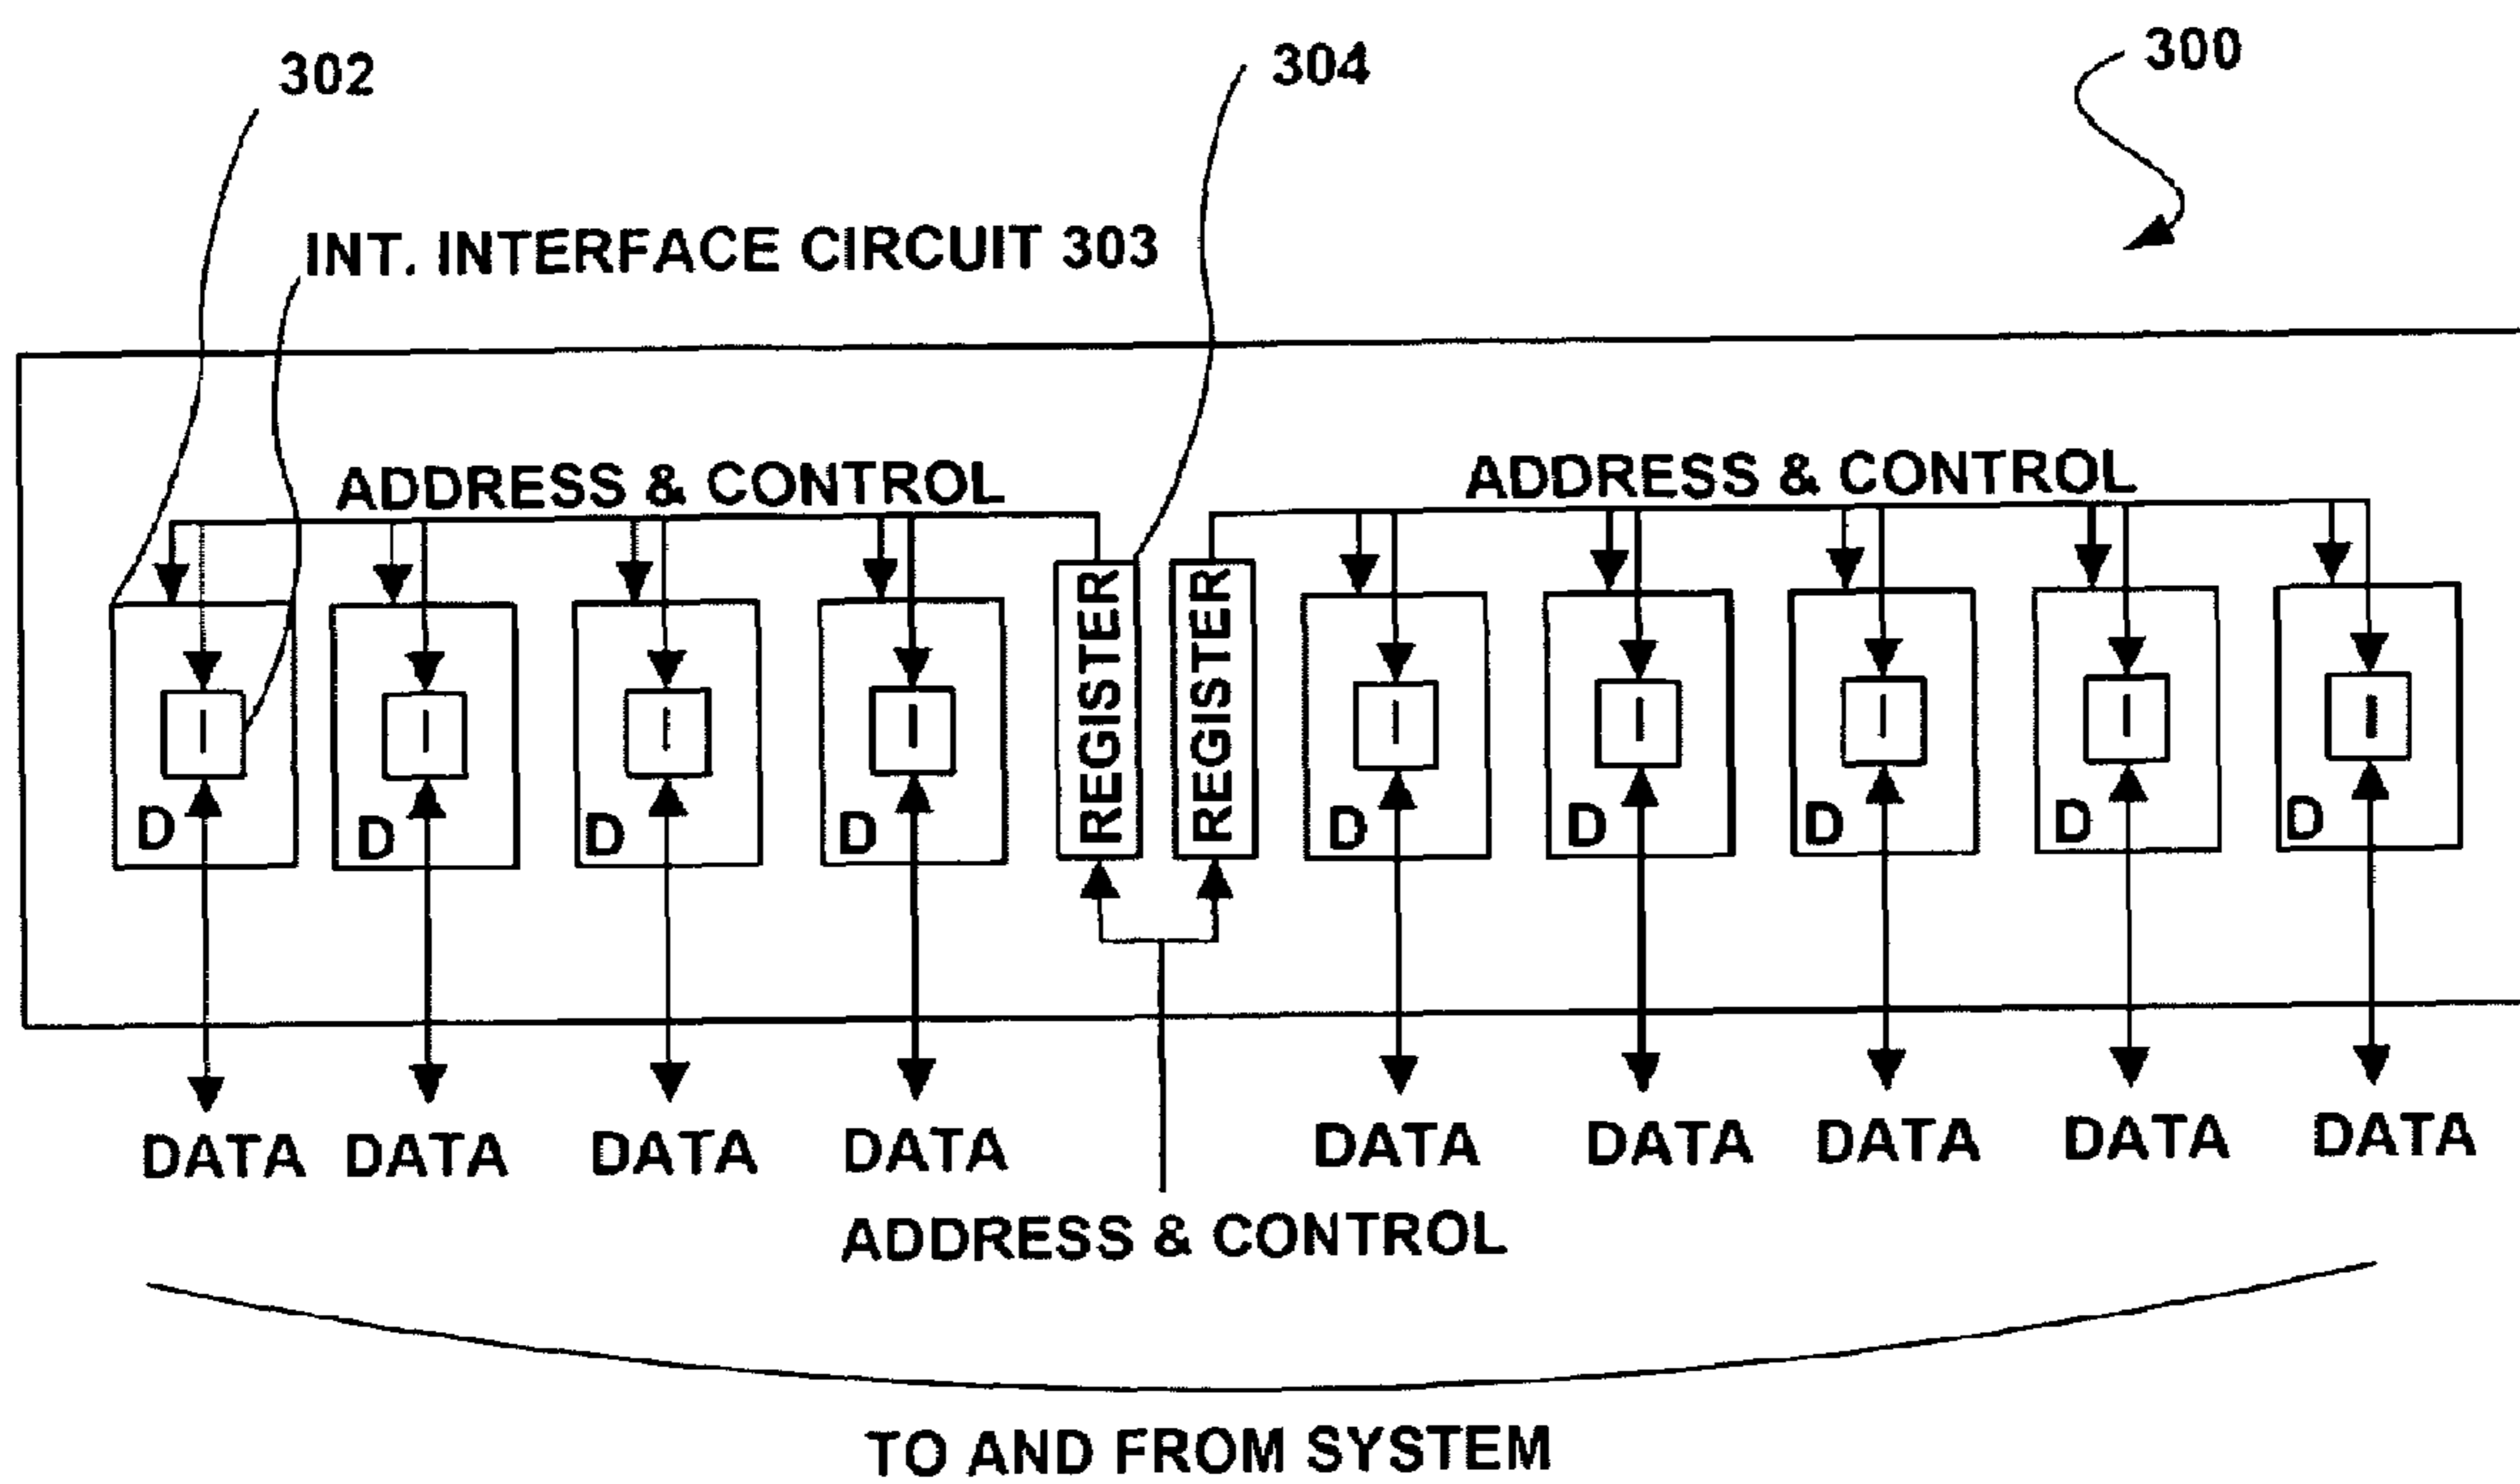 302
304
300
INT. INTERFACE CIRCUIT 303
ADDRESS & CONTROL
ADDRESS & CONTROL
REGISTER
REGISTER
I
I
I
I
I
I
I
I
I
D
D
D
D
D
D
D
D
D
DATA
DATA
DATA
DATA
DATA
DATA
DATA
DATA
DATA
ADDRESS & CONTROL
TO AND FROM SYSTEM